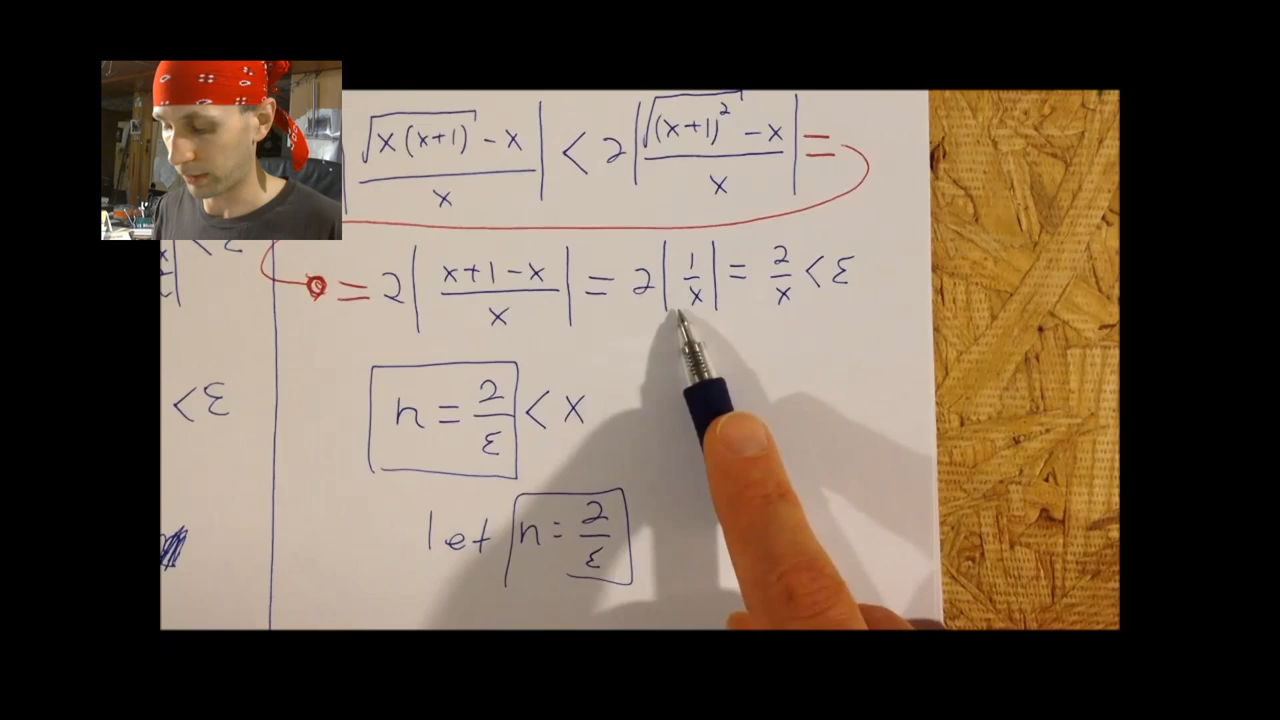 | √x(x+1) - x / x | < 2 | √(x+1)² - x / x | =
= 2 | x+1-x / x | = 2 | 1/x | = 2/x < ε
n = 2/ε < x
let n = 2/ε
< ε
< ε